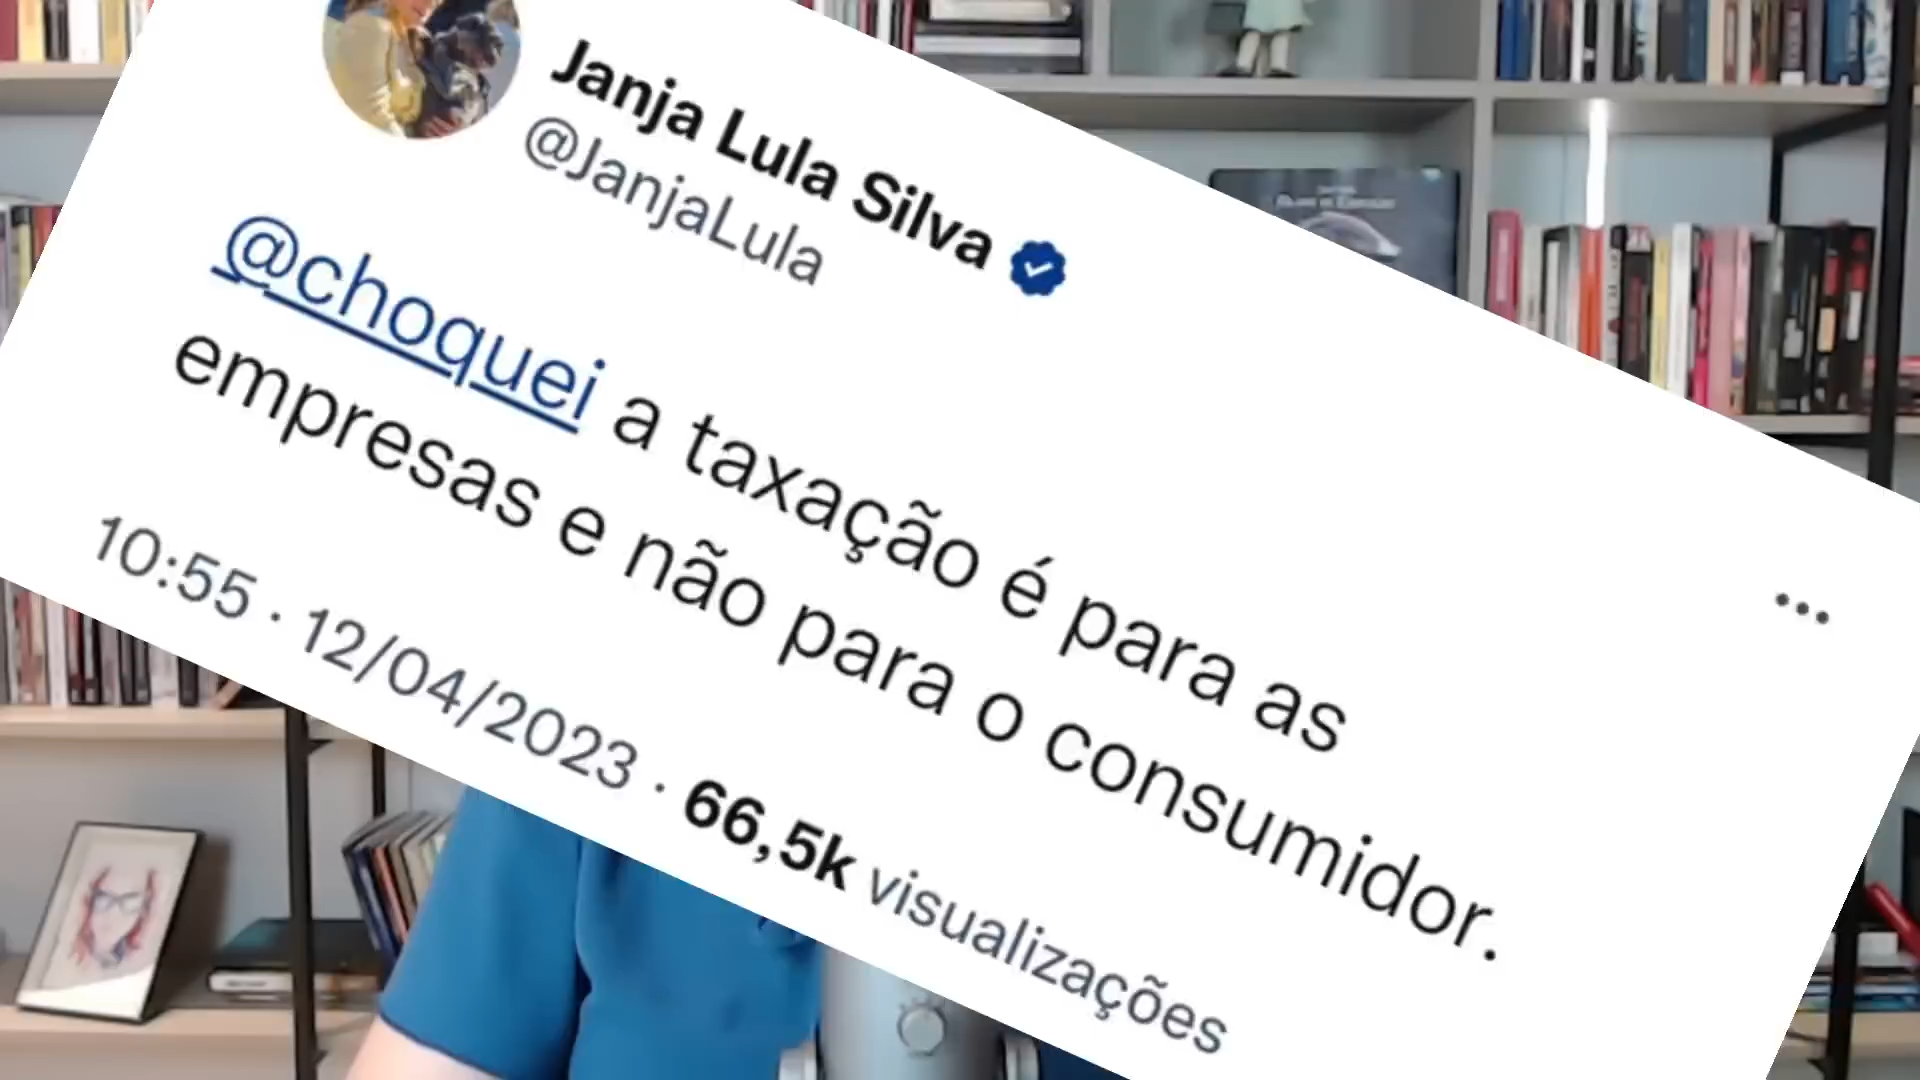 Janja Lula Silva
@JanjaLula
@choquei a taxação é para as
empresas e não para o consumidor.
10:55 · 12/04/2023 · 66,5k visualizações